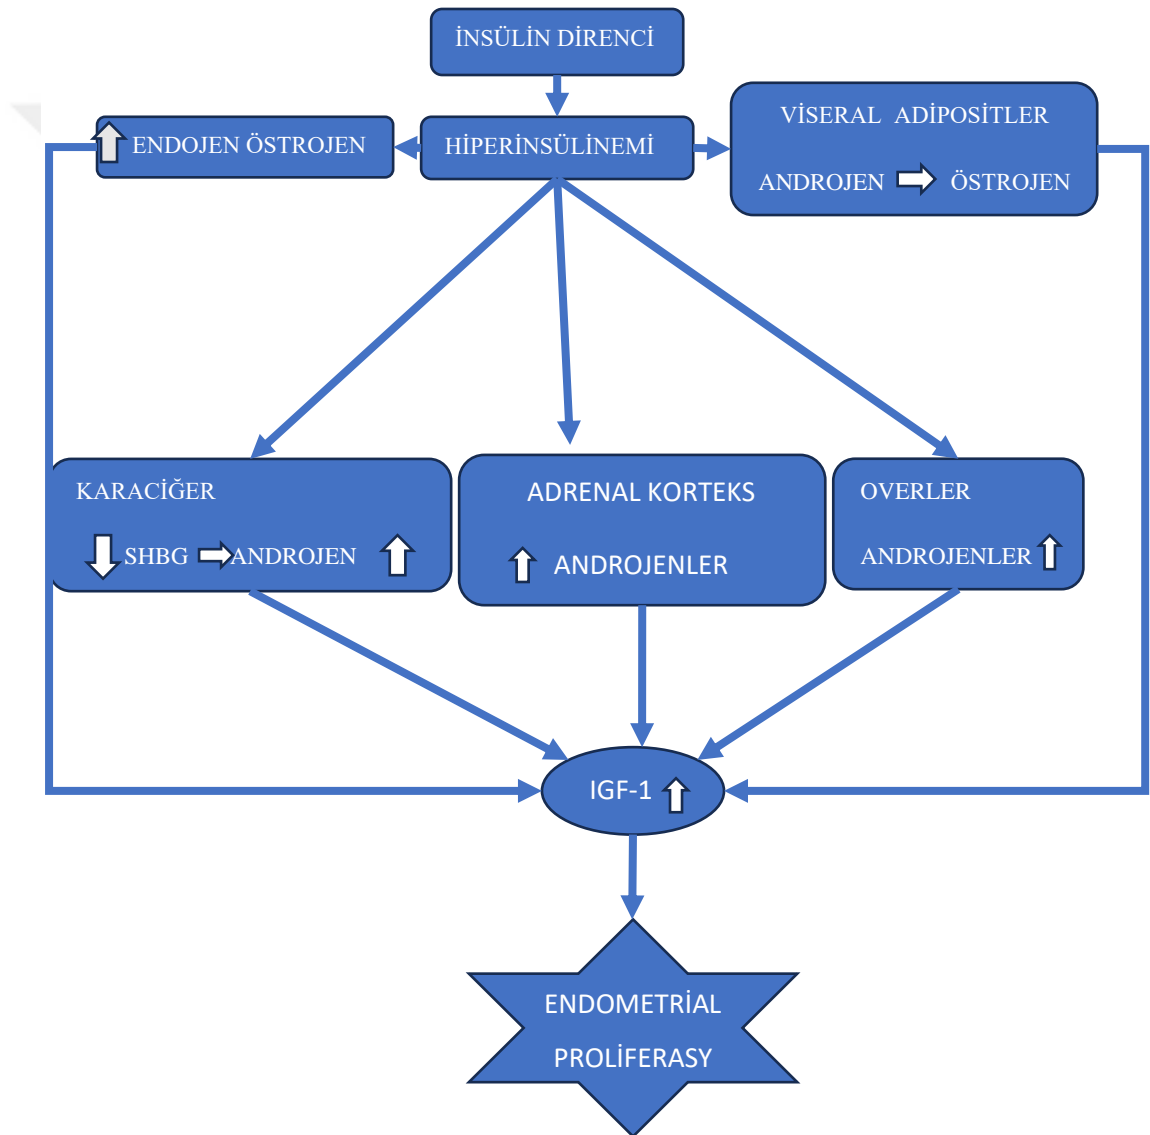 İNSÜLİN DİRENCİ
ENDOJEN ÖSTROJEN
HİPERİNSÜLİNEMİ
VİSERAL ADİPOSİTLER
ANDROJEN ÖSTROJEN
KARACİĞER
SHBG ANDROJEN
ADRENAL KORTEKS
ANDROJENLER
OVERLER
ANDROJENLER
IGF-1
ENDOMETRİAL
PROLİFERASY